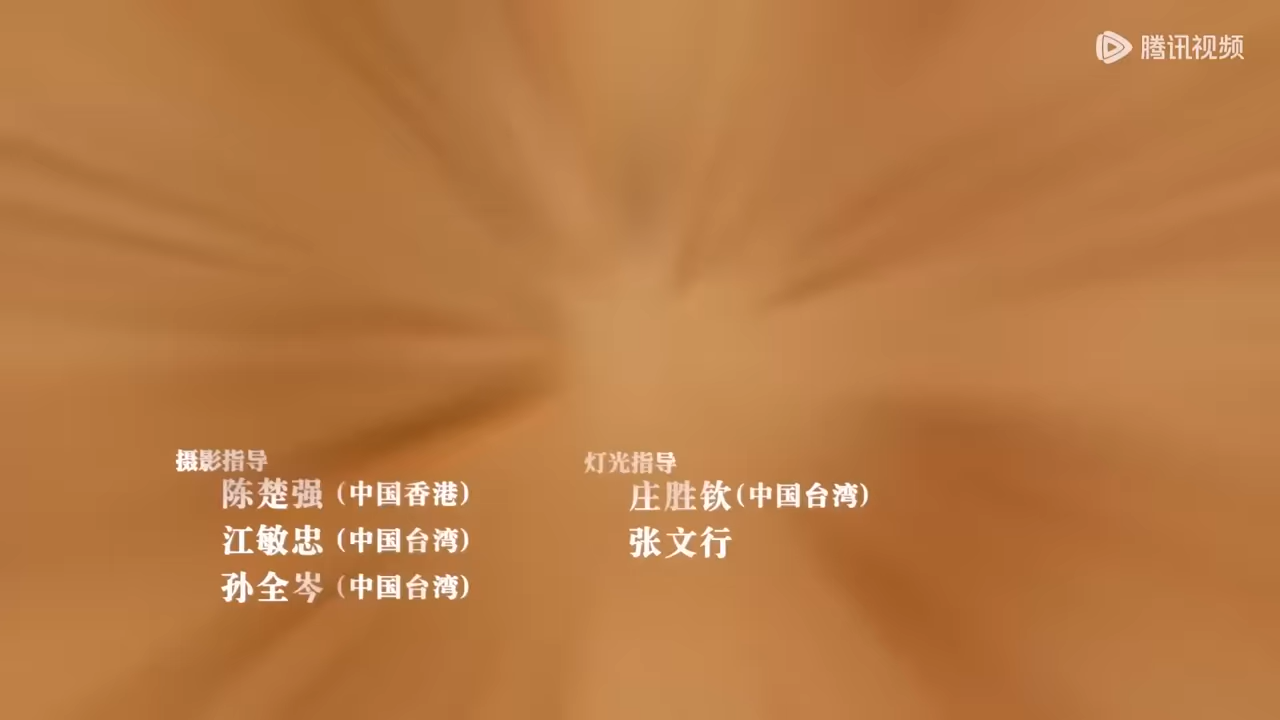 腾讯视频
摄影指导
陈楚强（中国香港）
江敏忠（中国台湾）
孙全岑（中国台湾）
灯光指导
庄胜钦（中国台湾）
张文行